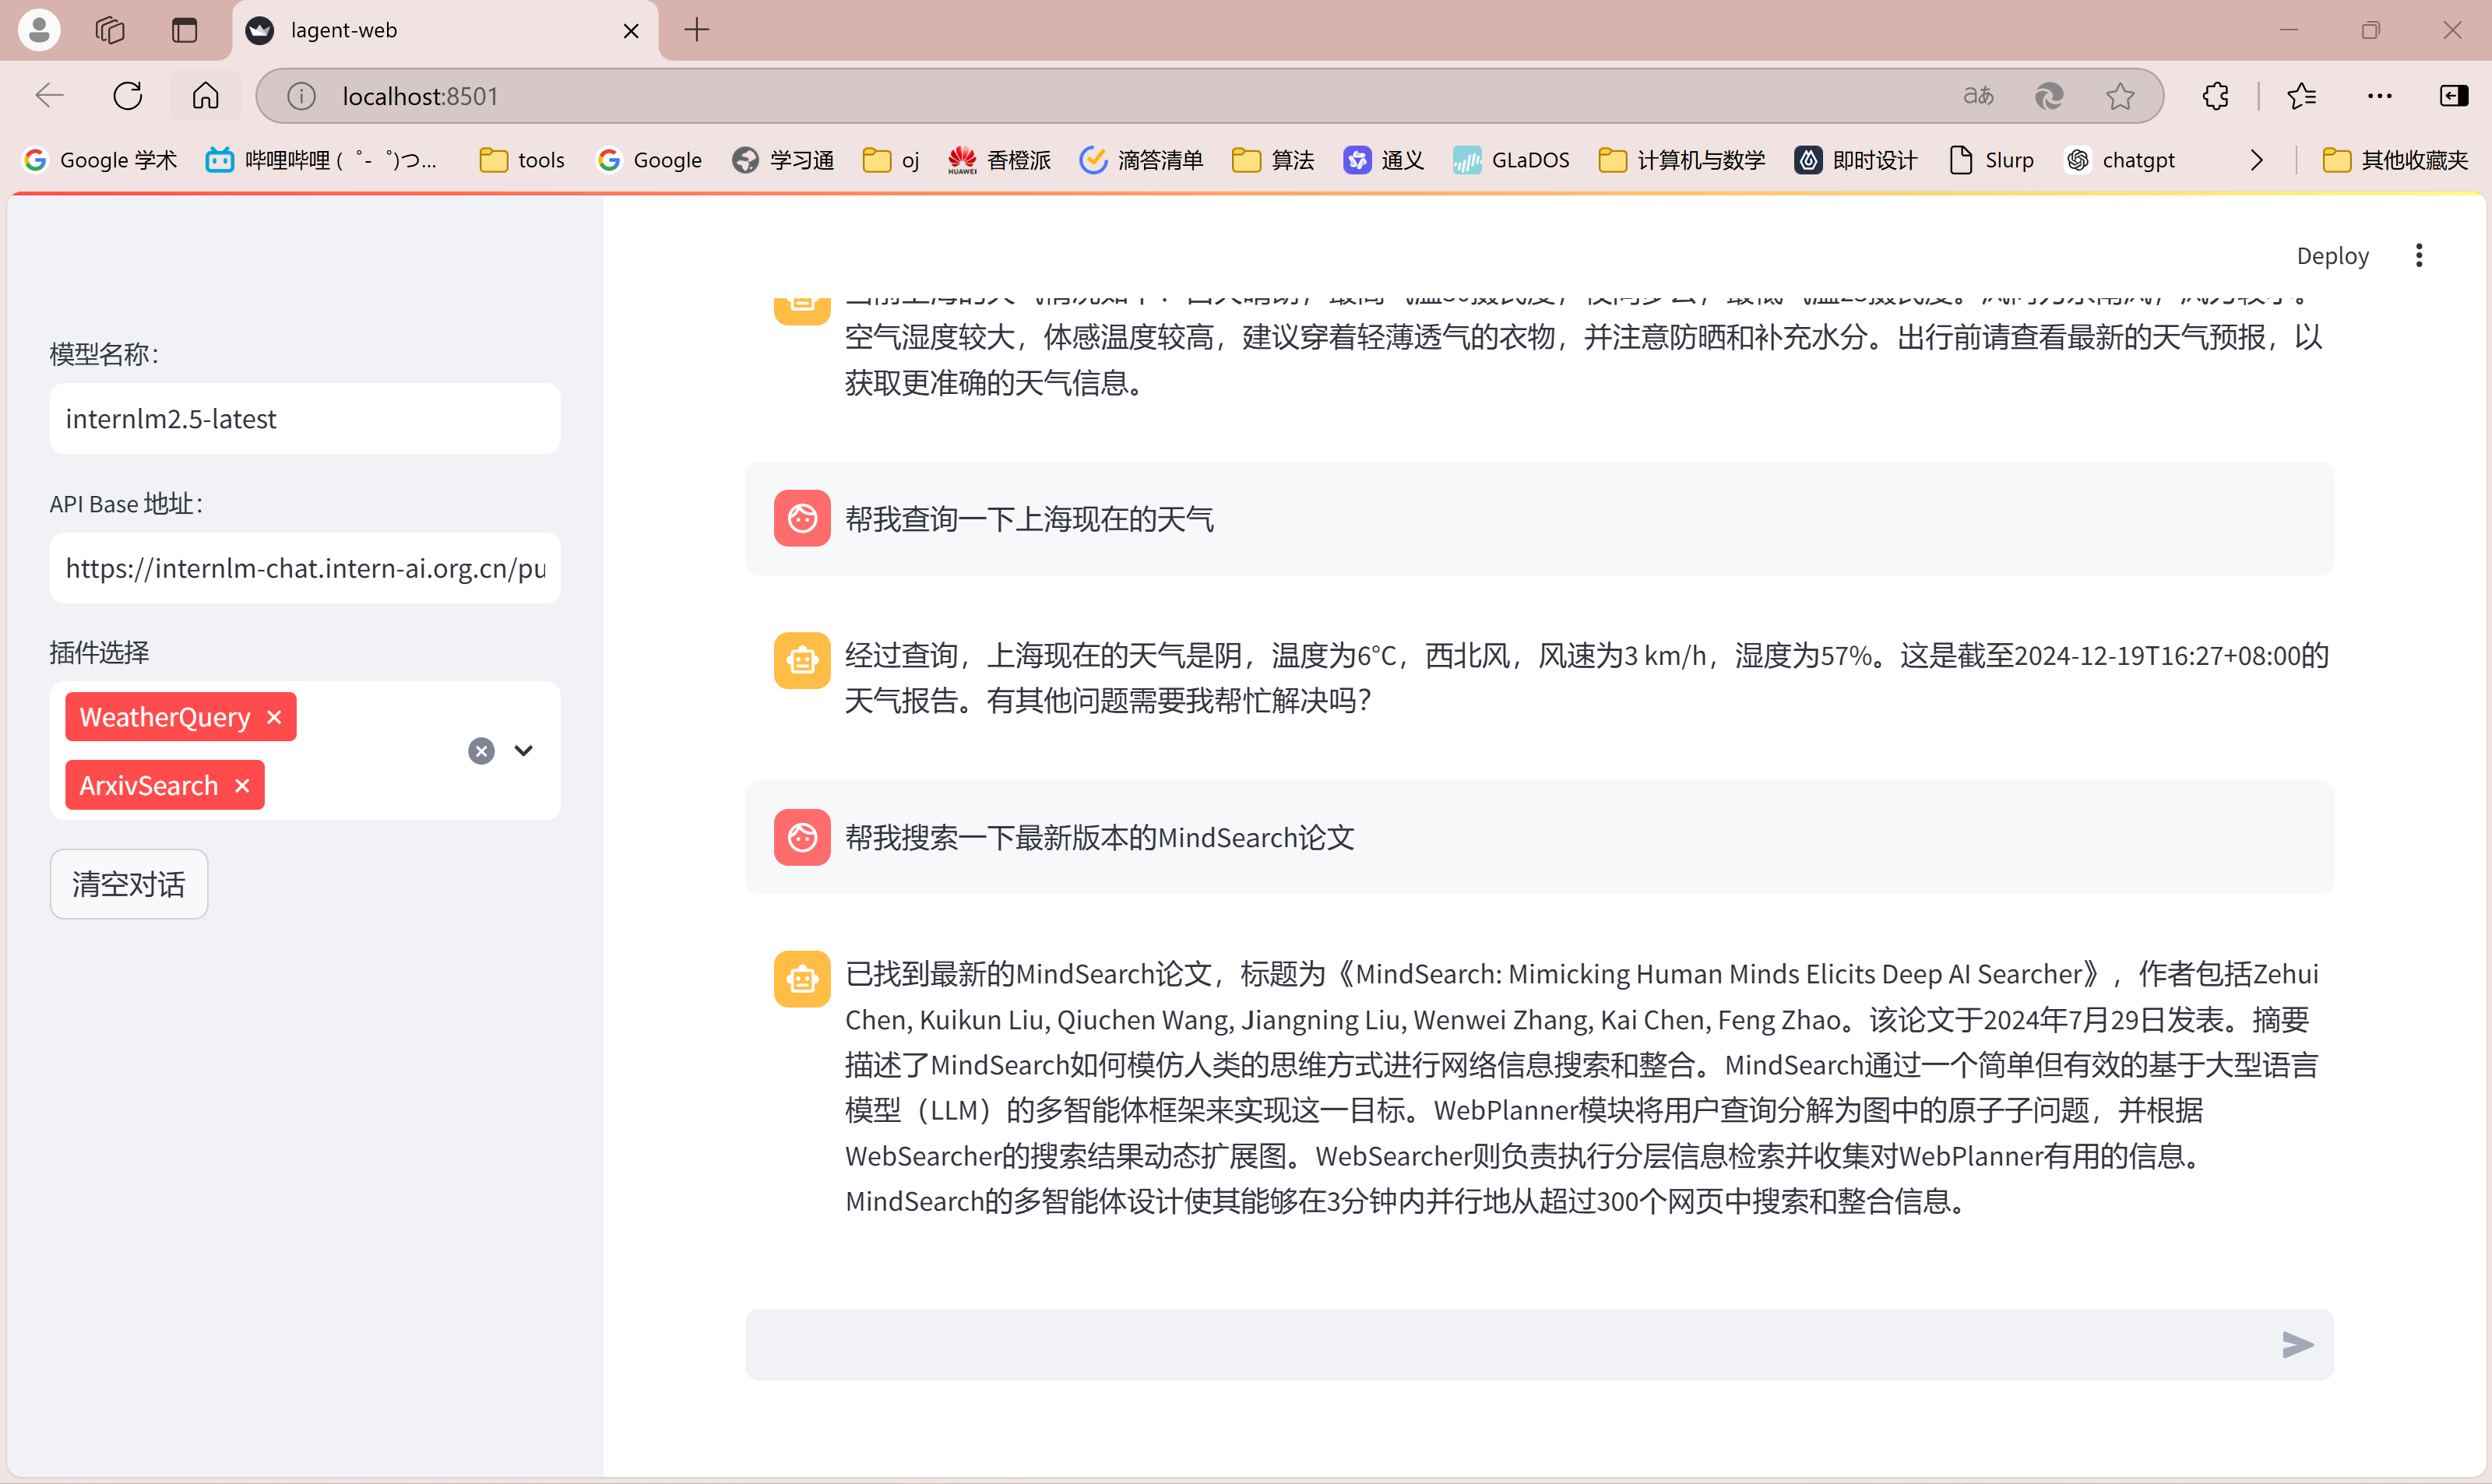 lagent-web
localhost:8501
Google 学术 哔哩哔哩 (゜-゜)つ... tools Google 学习通 oj HUAWEI 香橙派 滴答清单 算法 通义 GLaDOS 计算机与数学 即时设计 Slurp chatgpt 其他收藏夹
Deploy
模型名称：
internlm2.5-latest
API Base 地址：
https://internlm-chat.intern-ai.org.cn/pu
插件选择
WeatherQuery
ArxivSearch
清空对话
空气湿度较大，体感温度较高，建议穿着轻薄透气的衣物，并注意防晒和补充水分。出行前请查看最新的天气预报，以
获取更准确的天气信息。
帮我查询一下上海现在的天气
经过查询，上海现在的天气是阴，温度为6°C，西北风，风速为3 km/h，湿度为57%。这是截至2024-12-19T16:27+08:00的
天气报告。有其他问题需要我帮忙解决吗？
帮我搜索一下最新版本的MindSearch论文
已找到最新的MindSearch论文，标题为《MindSearch: Mimicking Human Minds Elicits Deep AI Searcher》，作者包括Zehui
Chen, Kuikun Liu, Qiuchen Wang, Jiangning Liu, Wenwei Zhang, Kai Chen, Feng Zhao。该论文于2024年7月29日发表。摘要
描述了MindSearch如何模仿人类的思维方式进行网络信息搜索和整合。MindSearch通过一个简单但有效的基于大型语言
模型（LLM）的多智能体框架来实现这一目标。WebPlanner模块将用户查询分解为图中的原子子问题，并根据
WebSearcher的搜索结果动态扩展图。WebSearcher则负责执行分层信息检索并收集对WebPlanner有用的信息。
MindSearch的多智能体设计使其能够在3分钟内并行地从超过300个网页中搜索和整合信息。